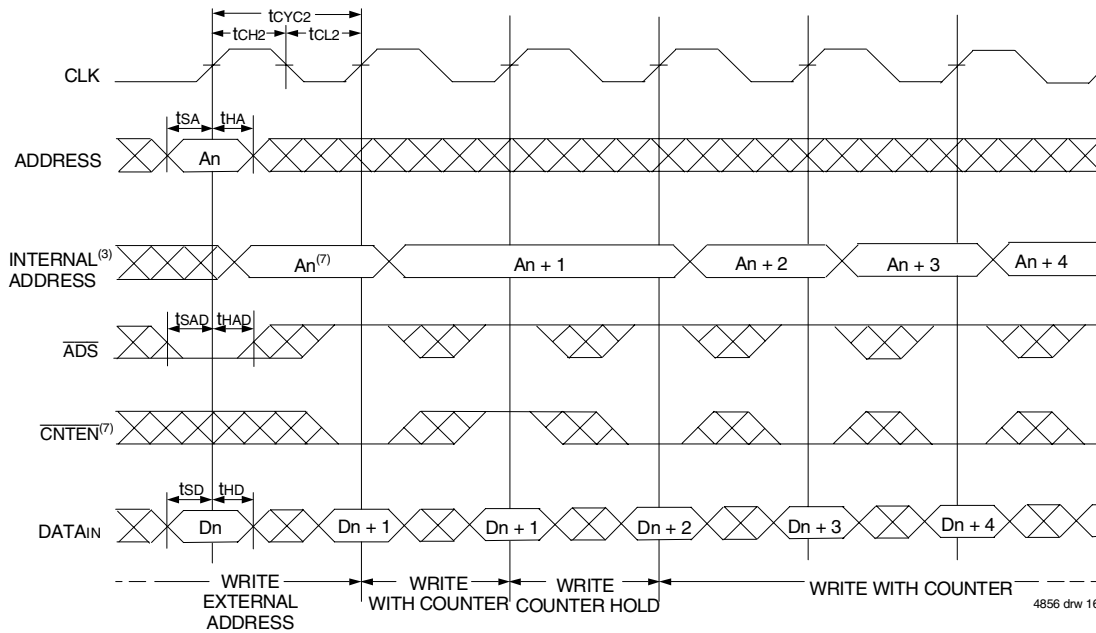 tCYC2
tCH2 tCL2
CLK
tSA tHA
ADDRESS An
INTERNAL(3)
ADDRESS An(7) An + 1 An + 2 An + 3 An + 4
tSAD tHAD
ADS
CNTEN(7)
tSD tHD
DATAIN Dn Dn + 1 Dn + 1 Dn + 2 Dn + 3 Dn + 4
WRITE
EXTERNAL
ADDRESS
WRITE
WITH COUNTER
WRITE
COUNTER HOLD
WRITE WITH COUNTER
4856 drw 16